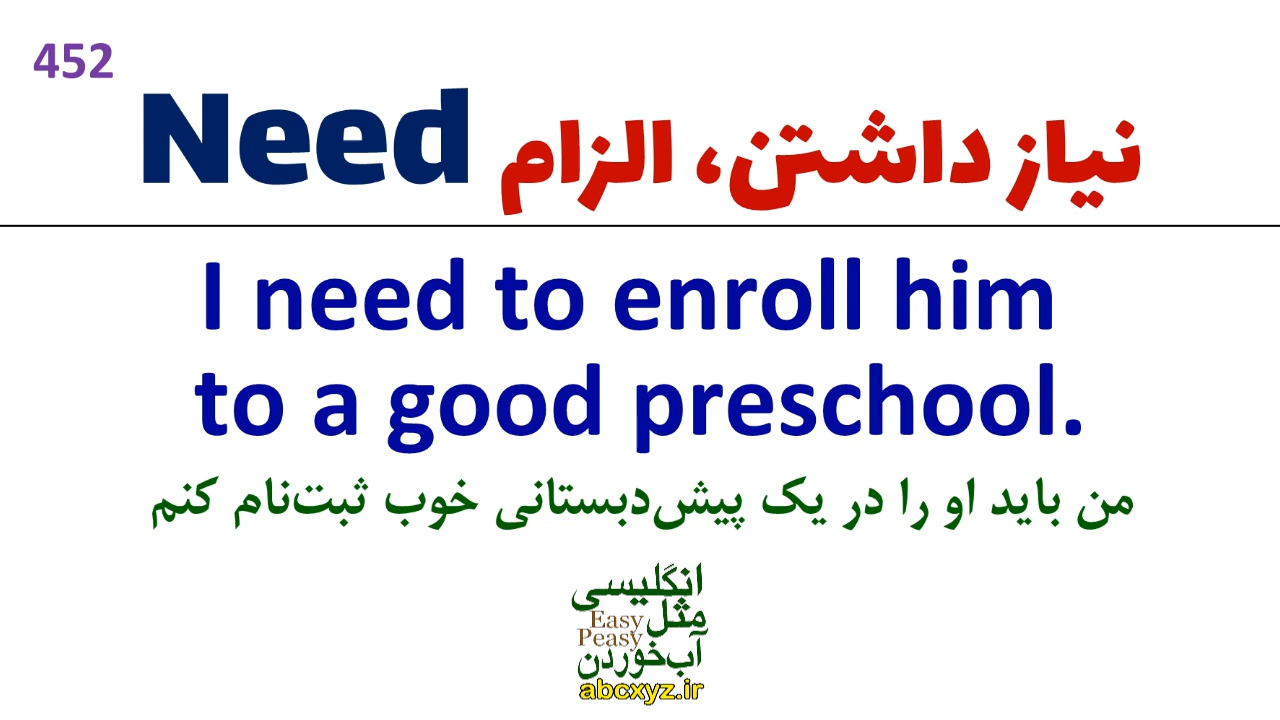 452
Need نیاز داشتن، الزام
I need to enroll him
to a good preschool.
من باید او را در یک پیش‌دبستانی خوب ثبت‌نام کنم
انگلیسی
مثل Easy
Peasy
آب‌خوردن
abcxyz.ir